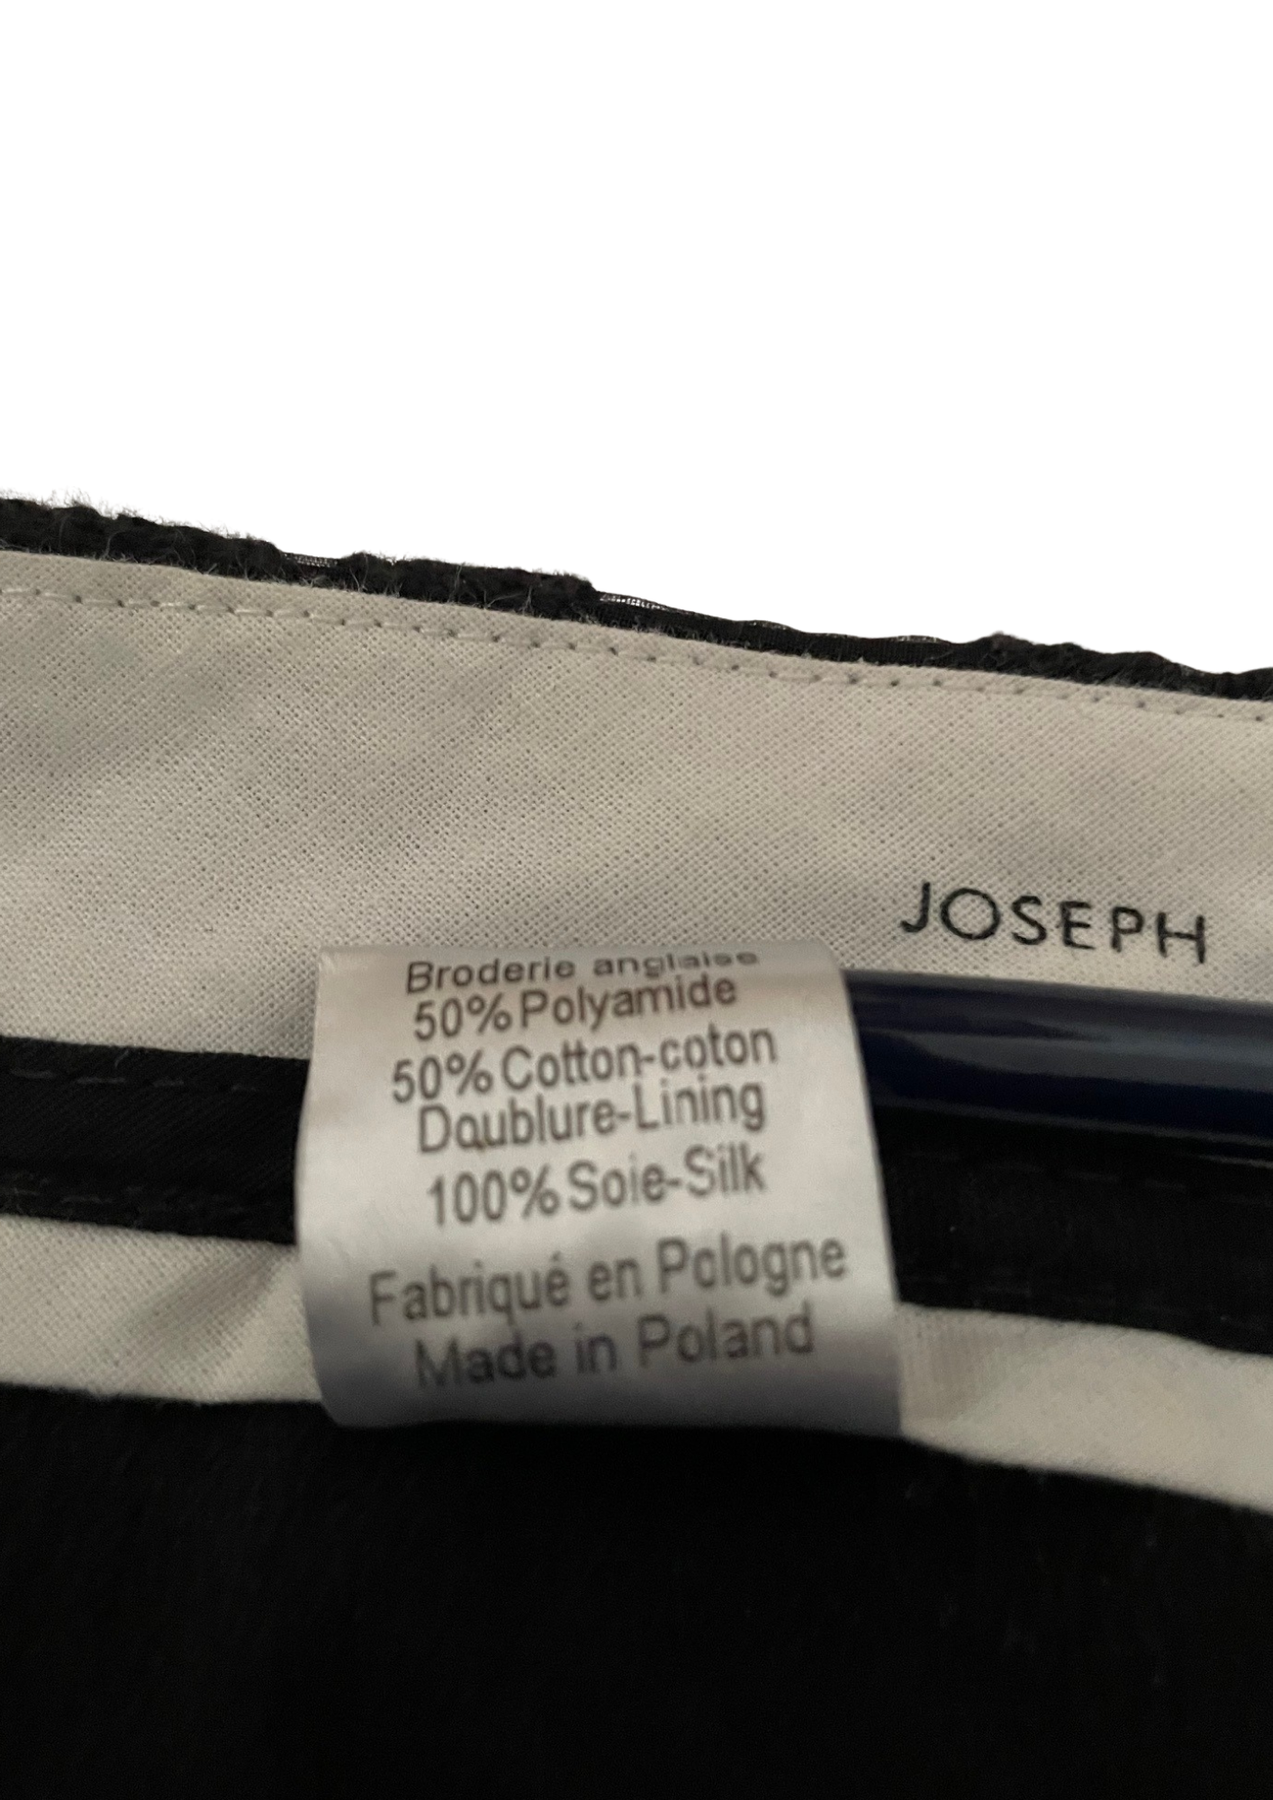 JOSEPH
Broderie anglaise
50% Polyamide
50% Cotton-coton
Doublure-Lining
100% Soie-Silk
Fabriqué en Pologne
Made in Poland